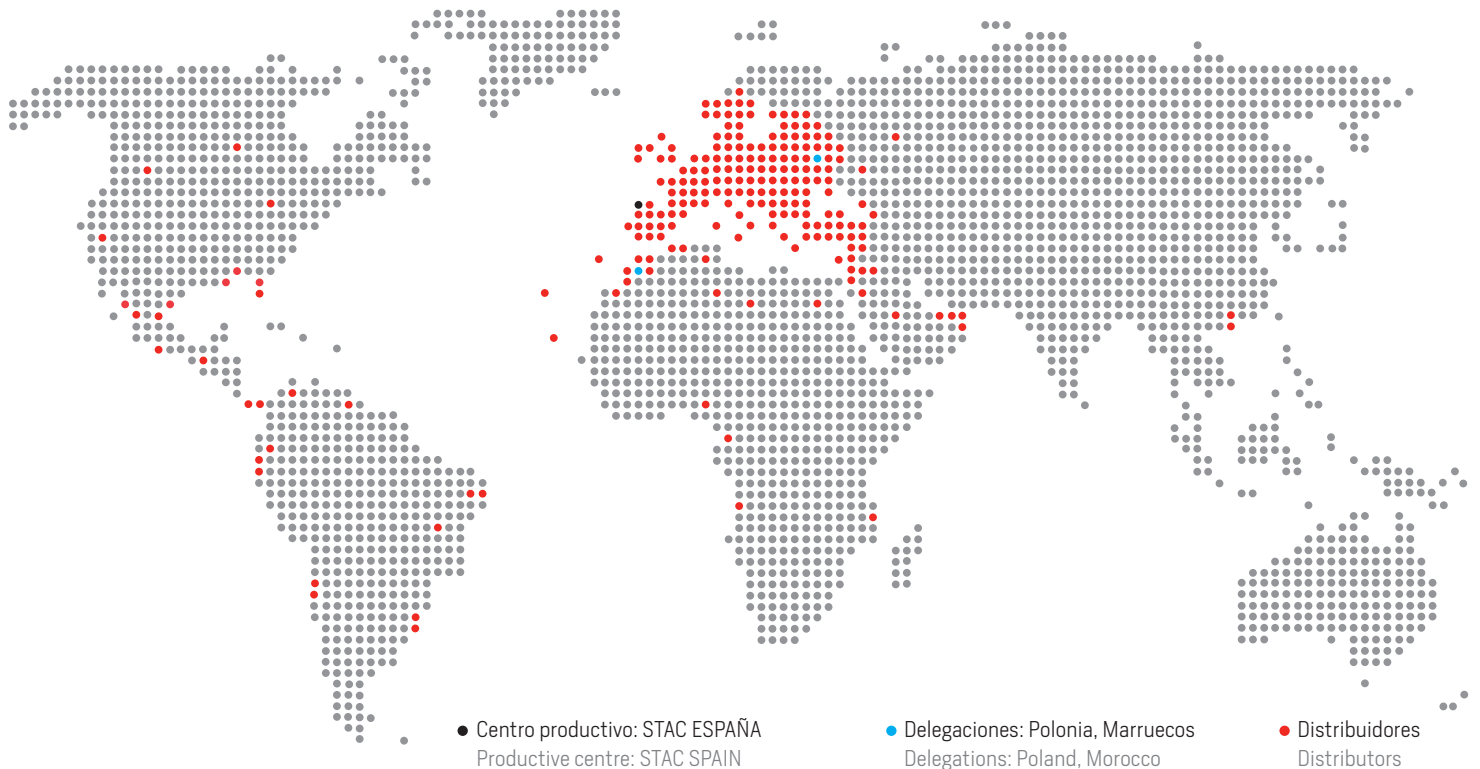 Centro productivo: STAC ESPAÑA
Productive centre: STAC SPAIN
Delegaciones: Polonia, Marruecos
Delegations: Poland, Morocco
Distribuidores
Distributors